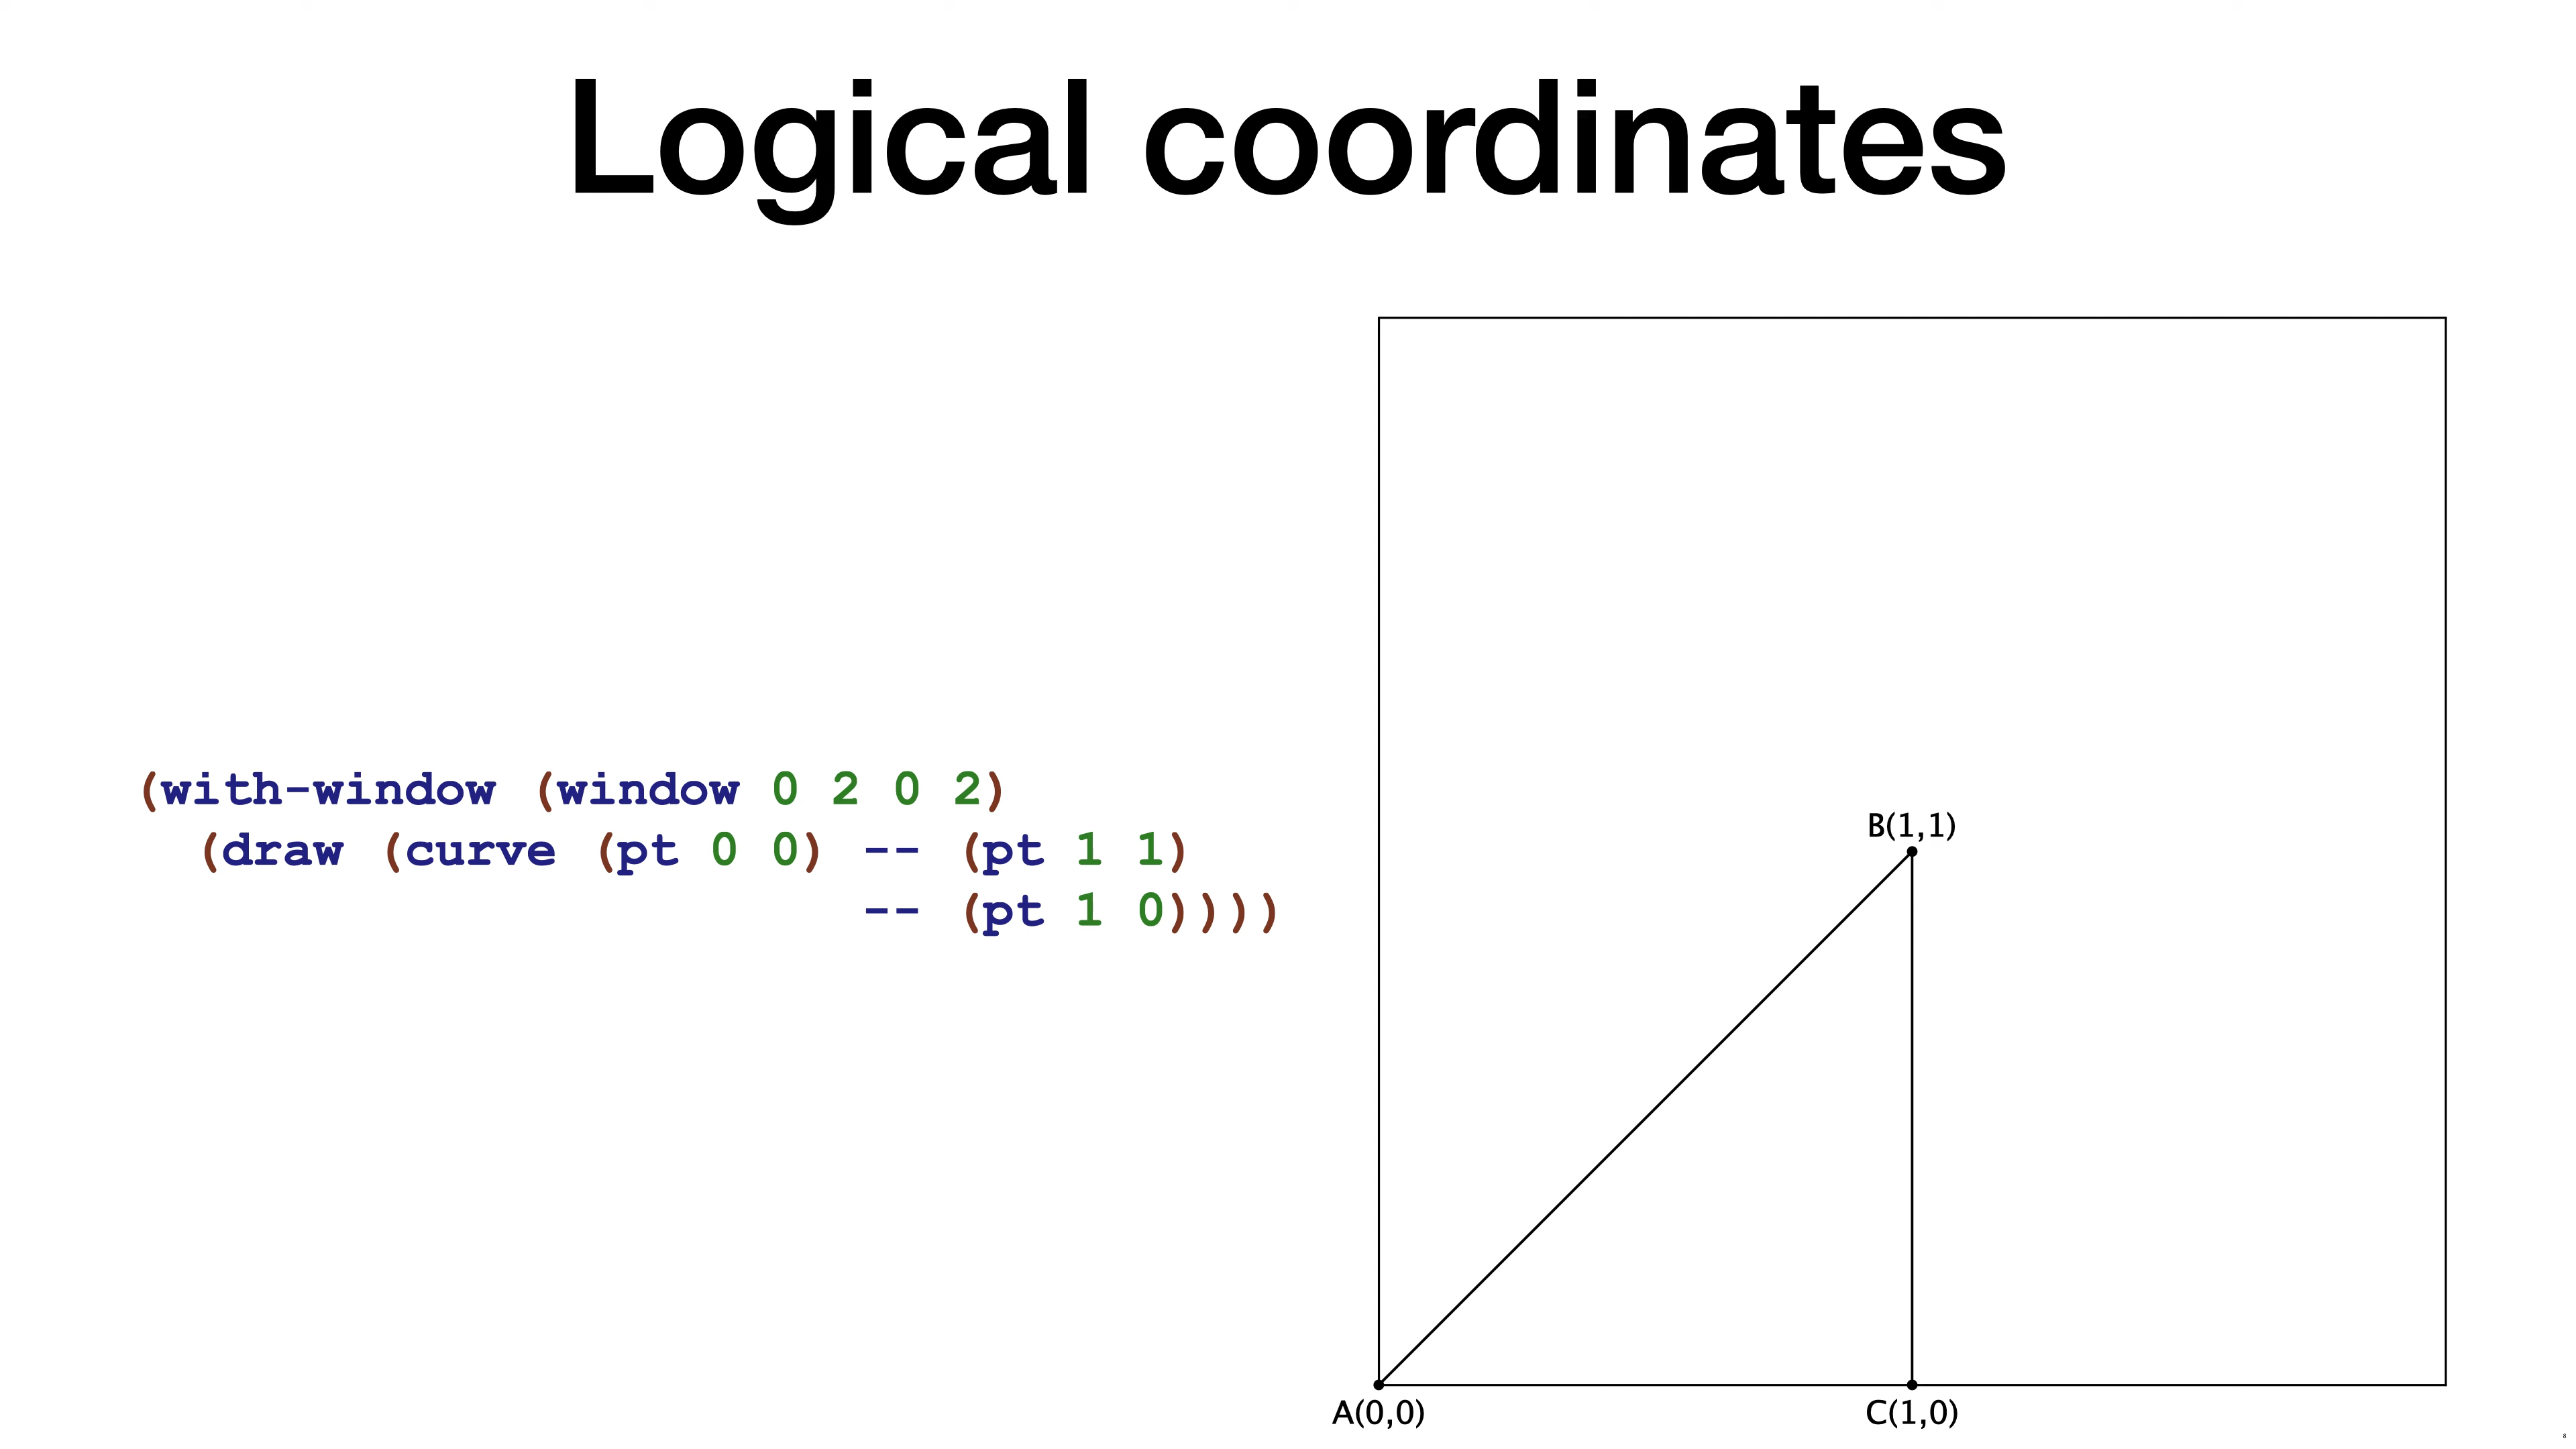 Logical coordinates
(with-window (window 0 2 0 2)
(draw (curve (pt 0 0) -- (pt 1 1)
-- (pt 1 0))))
B(1,1)
A(0,0)
C(1,0)